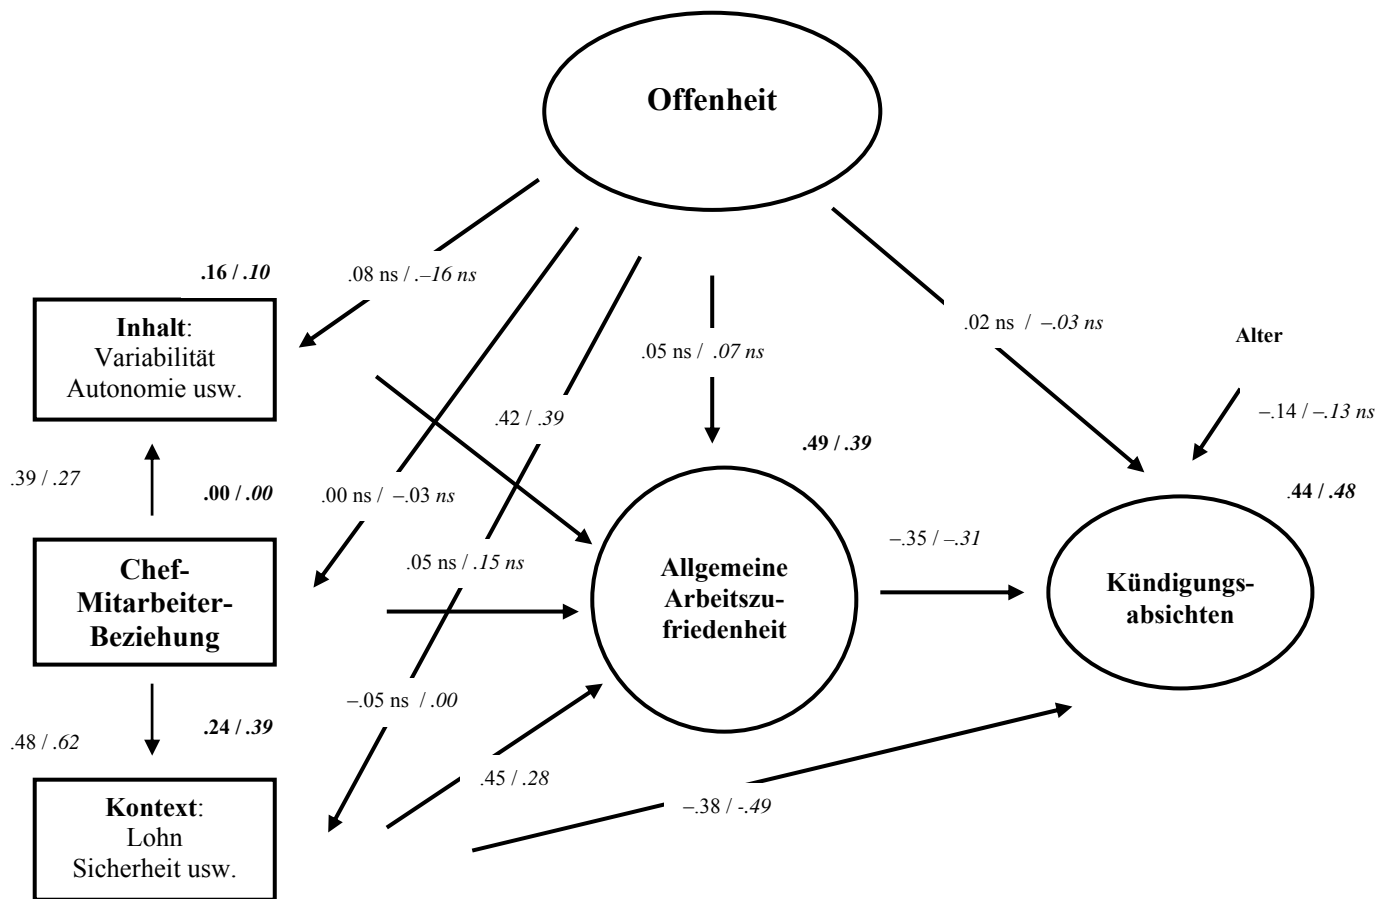 Offenheit
.16 / .10
.08 ns / .–16 ns
Inhalt:
Variabilität
Autonomie usw.
.02 ns / –.03 ns
Alter
.05 ns / .07 ns
–.14 / –.13 ns
.42 / .39
.49 / .39
.39 / .27
.00 / .00
.00 ns / –.03 ns
.44 / .48
Chef-
Mitarbeiter-
Beziehung
.05 ns / .15 ns
Allgemeine
Arbeitszu-
friedenheit
–.35 / –.31
Kündigungs-
absichten
–.05 ns / .00
.48 / .62
.24 / .39
.45 / .28
–.38 / -.49
Kontext:
Lohn
Sicherheit usw.